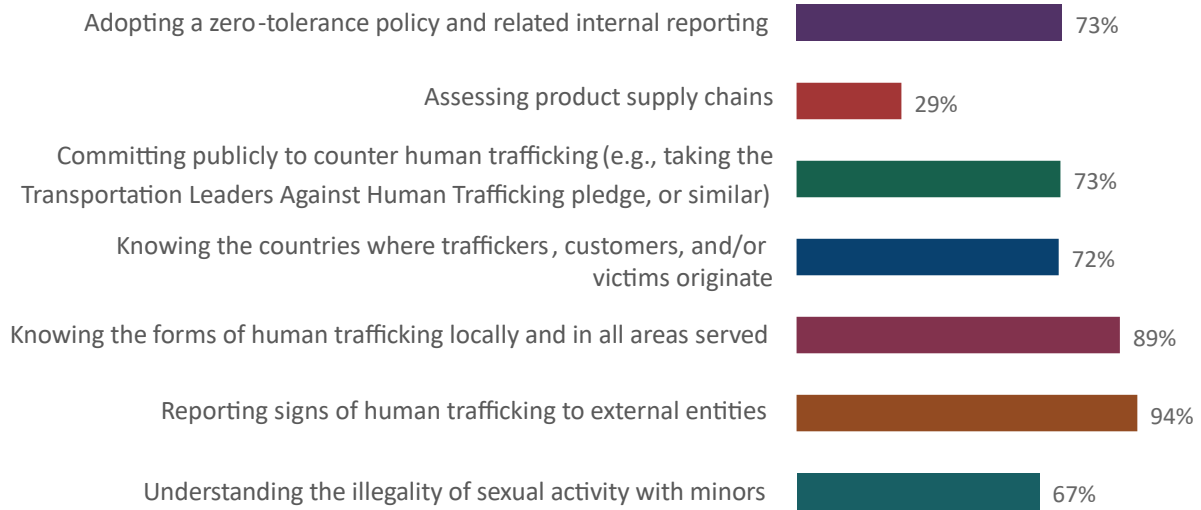 Adopting a zero-tolerance policy and related internal reporting
73%
Assessing product supply chains
29%
Committing publicly to counter human trafficking (e.g., taking the
Transportation Leaders Against Human Trafficking pledge, or similar)
73%
Knowing the countries where traffickers, customers, and/or
victims originate
72%
Knowing the forms of human trafficking locally and in all areas served
89%
Reporting signs of human trafficking to external entities
94%
Understanding the illegality of sexual activity with minors
67%